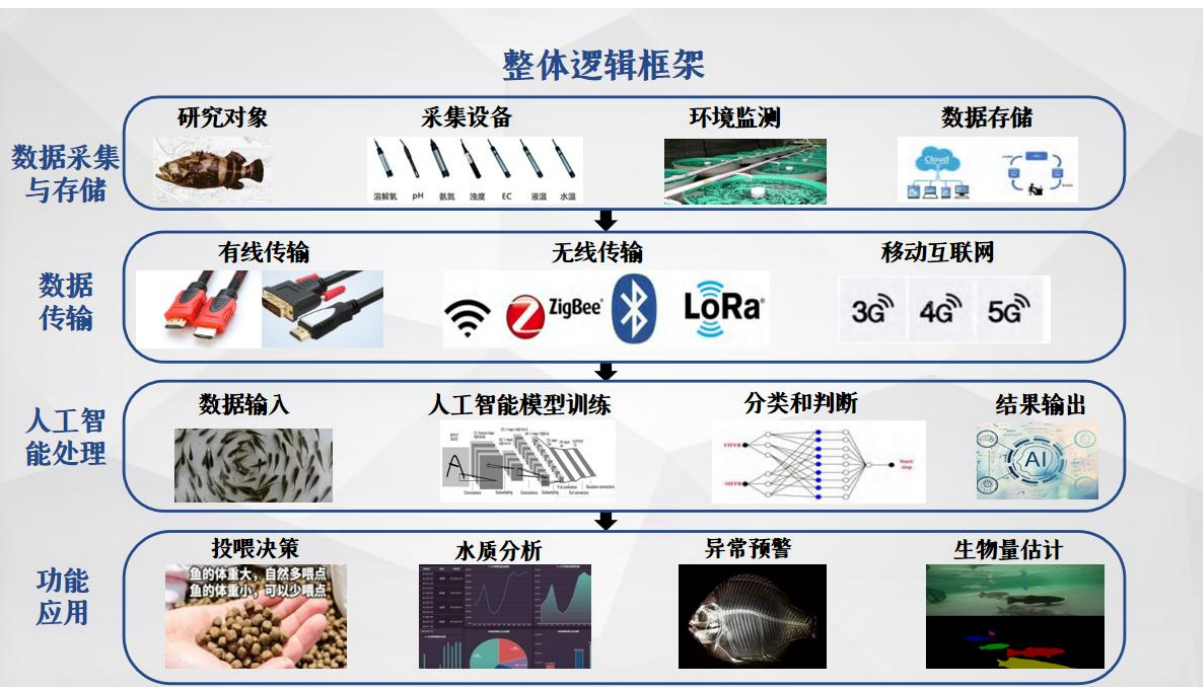 整体逻辑框架
数据采集
与存储
研究对象
采集设备
环境监测
数据存储
溶解氧 pH 氨氮 浊度 EC 液温 水温
Cloud
数据
传输
有线传输
无线传输
移动互联网
ZigBee
LoRa
3G 4G 5G
人工智
能处理
数据输入
人工智能模型训练
分类和判断
结果输出
A
Convolutions Subsampling Convolutions Subsampling Full connection
AI
功能
应用
投喂决策
水质分析
异常预警
生物量估计
鱼的体重大，自然多喂点
鱼的体重小，可以少喂点